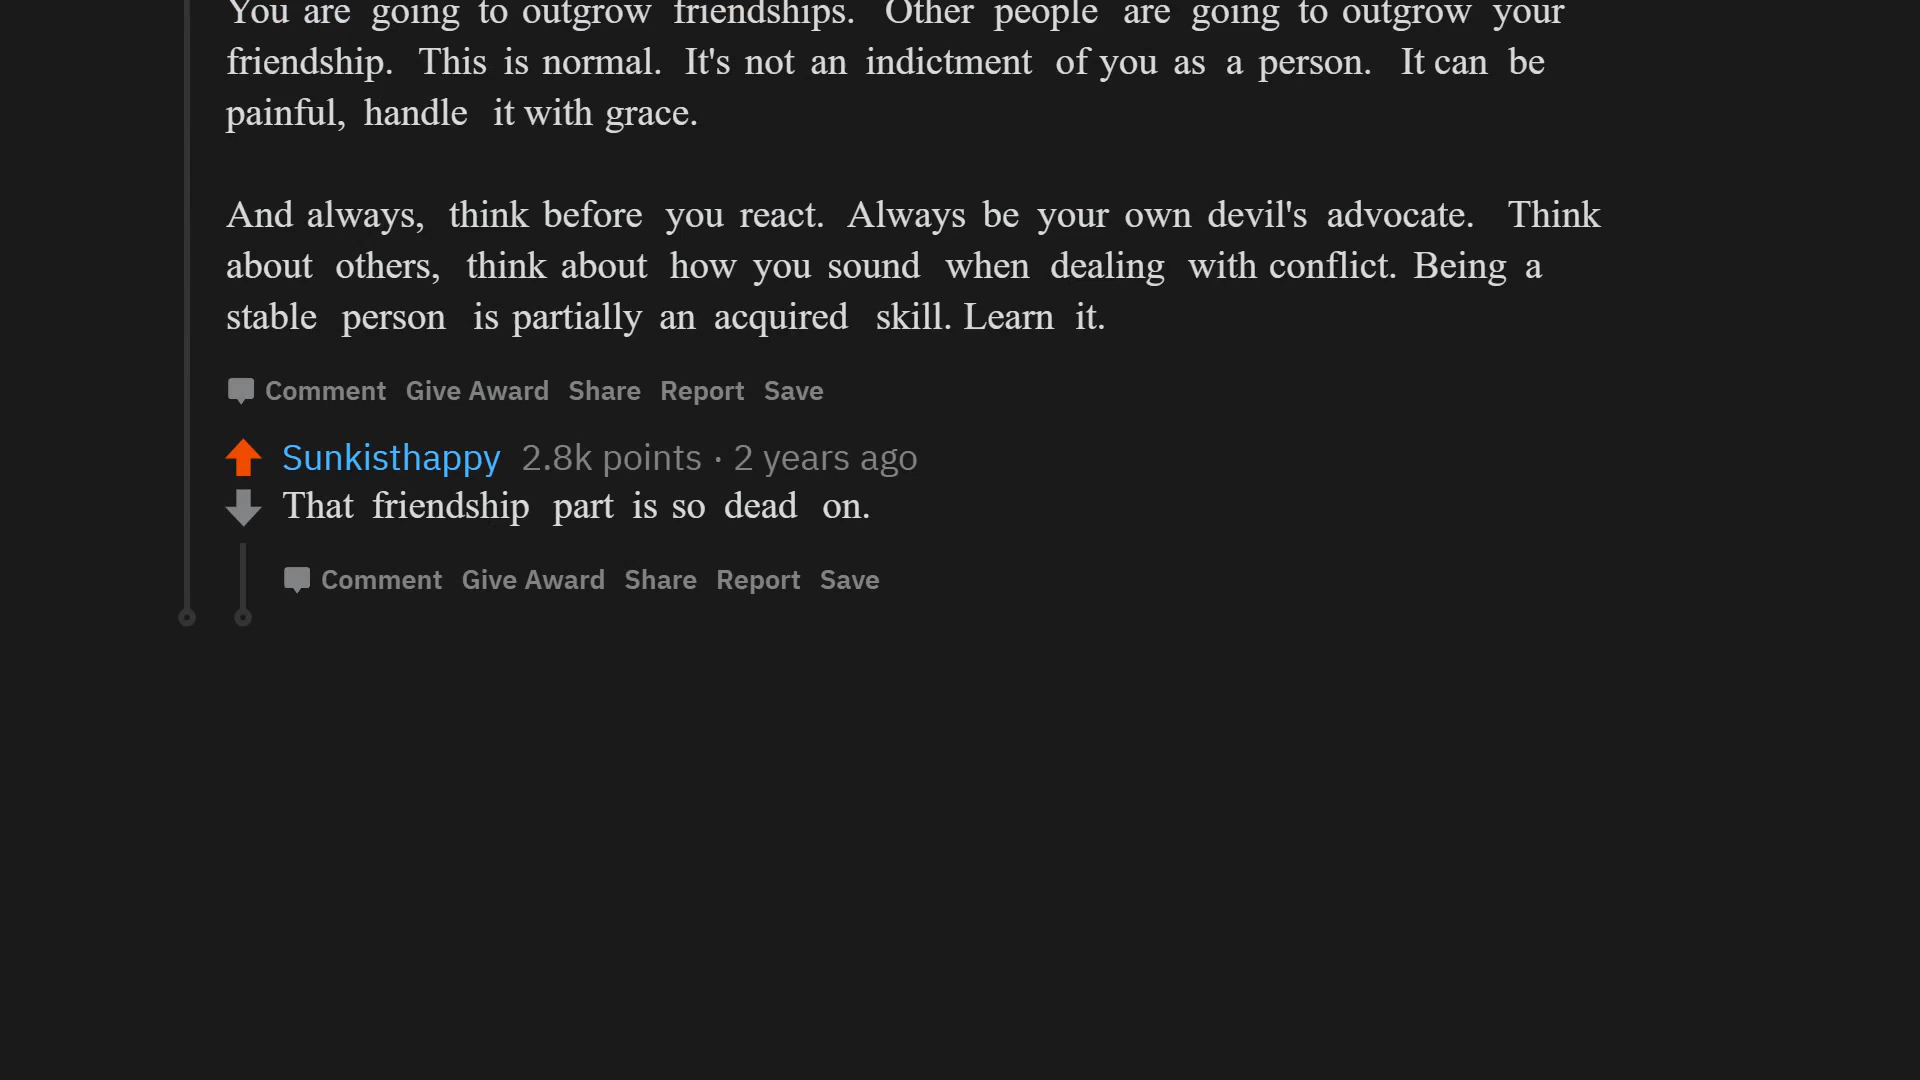 You are going to outgrow friendships. Other people are going to outgrow your
friendship. This is normal. It's not an indictment of you as a person. It can be
painful, handle it with grace.
And always, think before you react. Always be your own devil's advocate. Think
about others, think about how you sound when dealing with conflict. Being a
stable person is partially an acquired skill. Learn it.
Comment Give Award Share Report Save
Sunkisthappy 2.8k points · 2 years ago
That friendship part is so dead on.
Comment Give Award Share Report Save